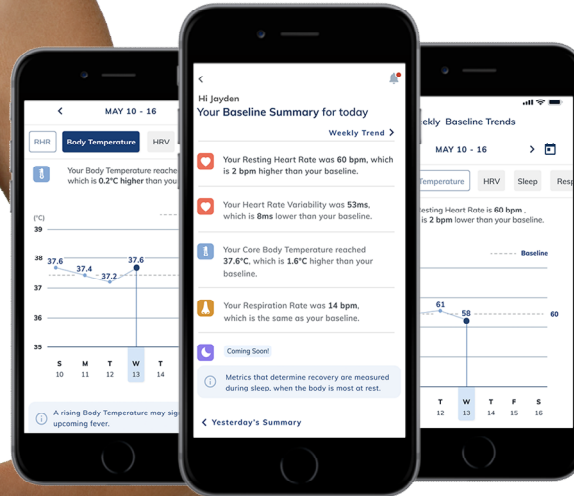 MAY 10 - 16
RHR
Body Temperature
HRV
Your Body Temperature reache
which is 0.2°C higher than you
(°C)
39
38
37
36
35
37.6
37.4
37.2
37.6
S M T W T
10 11 12 13 14
A rising Body Temperature may sig
upcoming fever.
Hi Jayden
Your Baseline Summary for today
Weekly Trend
Your Resting Heart Rate was 60 bpm, which
is 2 bpm higher than your baseline.
Your Heart Rate Variability was 53ms,
which is 8ms lower than your baseline.
Your Core Body Temperature reached
37.6°C, which is 1.6°C higher than your
baseline.
Your Respiration Rate was 14 bpm,
which is the same as your baseline.
Coming Soon!
Metrics that determine recovery are measured
during sleep, when the body is most at rest.
Yesterday's Summary
ekly Baseline Trends
MAY 10 - 16
Temperature
HRV
Sleep
Resp
Resting Heart Rate is 60 bpm
is 2 bpm lower than your baseline.
Baseline
61
58
60
T W T F S
12 13 14 15 16